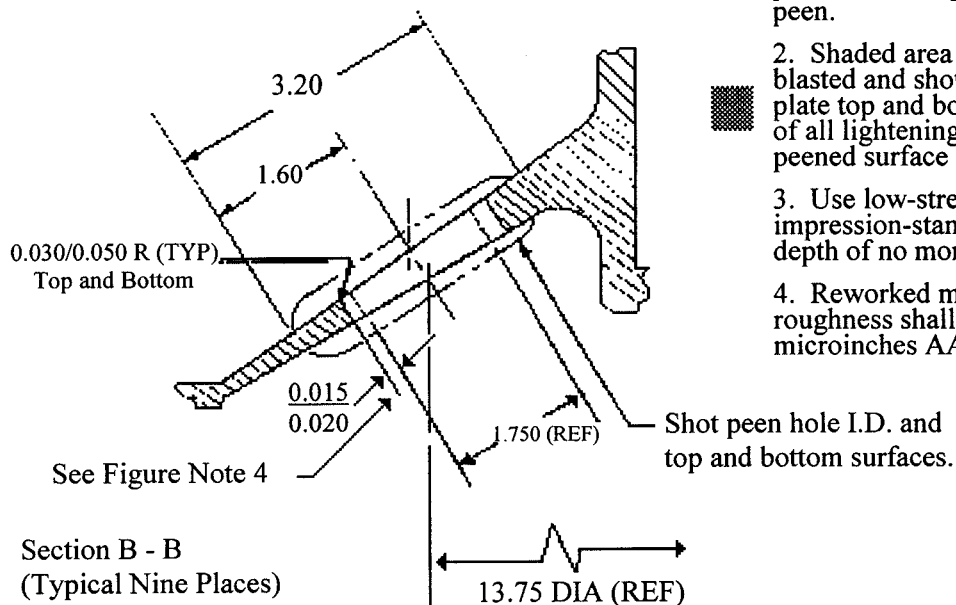 peen.
2. Shaded area
blasted and sho
plate top and bo
of all lightening
peened surface
3. Use low-stre
impression-stan
depth of no mor
4. Reworked m
roughness shall
microinches AA
3.20
1.60
0.030/0.050 R (TYP)
Top and Bottom
0.015
0.020
1.750 (REF)
See Figure Note 4
Shot peen hole I.D. and
top and bottom surfaces.
Section B - B
(Typical Nine Places)
13.75 DIA (REF)